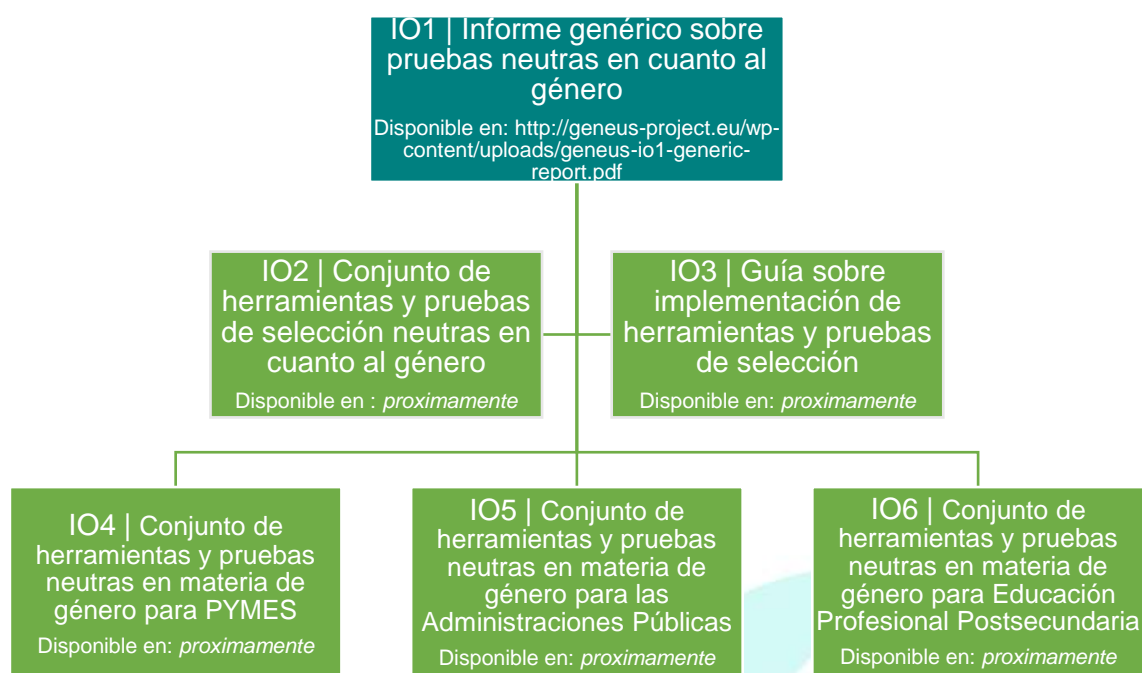 IO1 | Informe genérico sobre
pruebas neutras en cuanto al
género
Disponible en: http://geneus-project.eu/wp-
content/uploads/geneus-io1-generic-
report.pdf
IO2 | Conjunto de
herramientas y pruebas
de selección neutras en
cuanto al género
Disponible en : proximamente
IO3 | Guía sobre
implementación de
herramientas y pruebas
de selección
Disponible en: proximamente
IO4 | Conjunto de
herramientas y pruebas
neutras en materia de
género para PYMES
Disponible en: proximamente
IO5 | Conjunto de
herramientas y pruebas
neutras en materia de
género para las
Administraciones Públicas
Disponible en: proximamente
IO6 | Conjunto de
herramientas y pruebas
neutras en materia de
género para Educación
Profesional Postsecundaria
Disponible en: proximamente